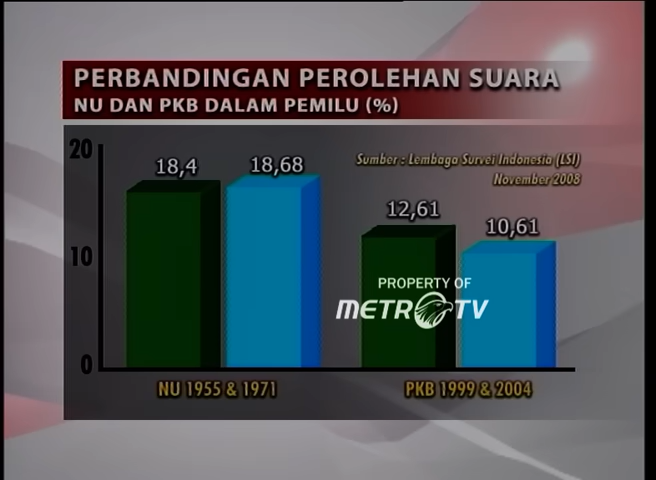 PERBANDINGAN PEROLEHAN SUARA
NU DAN PKB DALAM PEMILU (%)
20
18,4
18,68
Sumber : Lembaga Survei Indonesia (LSI)
November 2008
12,61
10,61
10
PROPERTY OF
METRO TV
0
NU 1955 & 1971
PKB 1999 & 2004